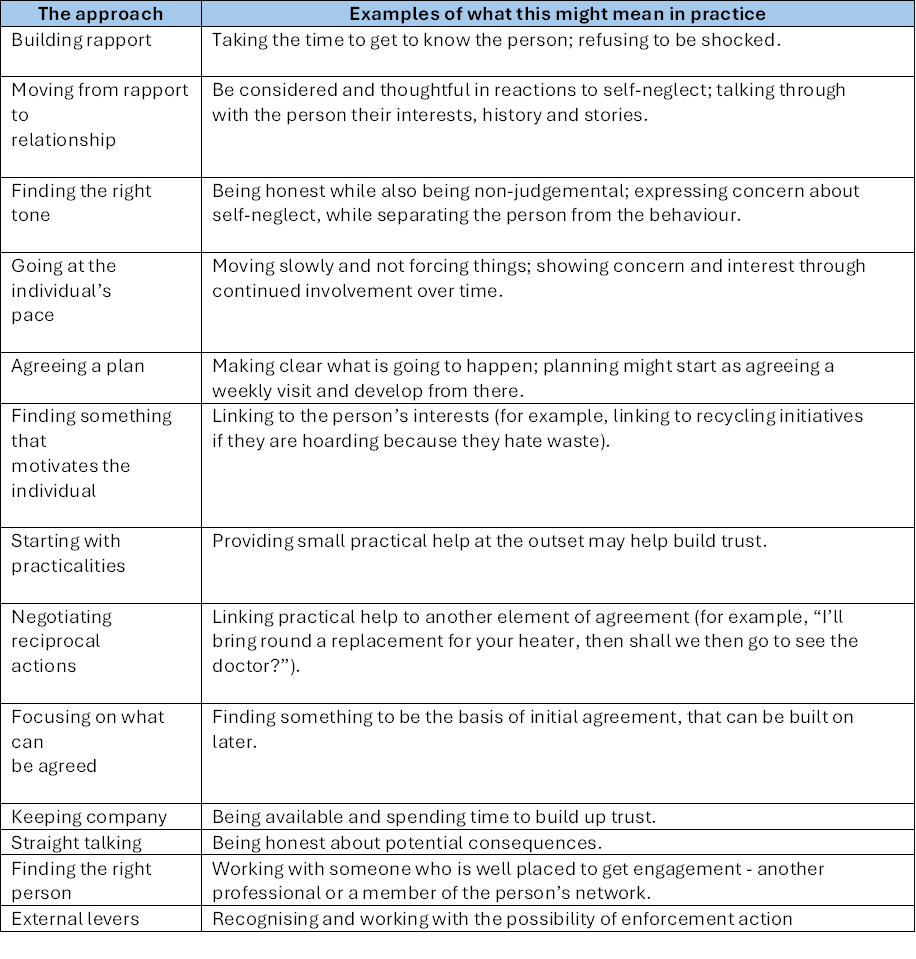 The approach
Examples of what this might mean in practice
Building rapport
Taking the time to get to know the person; refusing to be shocked.
Moving from rapport
to
relationship
Be considered and thoughtful in reactions to self-neglect; talking through
with the person their interests, history and stories.
Finding the right
tone
Being honest while also being non-judgemental; expressing concern about
self-neglect, while separating the person from the behaviour.
Going at the
individual’s
pace
Moving slowly and not forcing things; showing concern and interest through
continued involvement over time.
Agreeing a plan
Making clear what is going to happen; planning might start as agreeing a
weekly visit and develop from there.
Finding something
that
motivates the
individual
Linking to the person’s interests (for example, linking to recycling initiatives
if they are hoarding because they hate waste).
Starting with
practicalities
Providing small practical help at the outset may help build trust.
Negotiating
reciprocal
actions
Linking practical help to another element of agreement (for example, “I’ll
bring round a replacement for your heater, then shall we then go to see the
doctor?”).
Focusing on what
can
be agreed
Finding something to be the basis of initial agreement, that can be built on
later.
Keeping company
Being available and spending time to build up trust.
Straight talking
Being honest about potential consequences.
Finding the right
person
Working with someone who is well placed to get engagement - another
professional or a member of the person’s network.
External levers
Recognising and working with the possibility of enforcement action